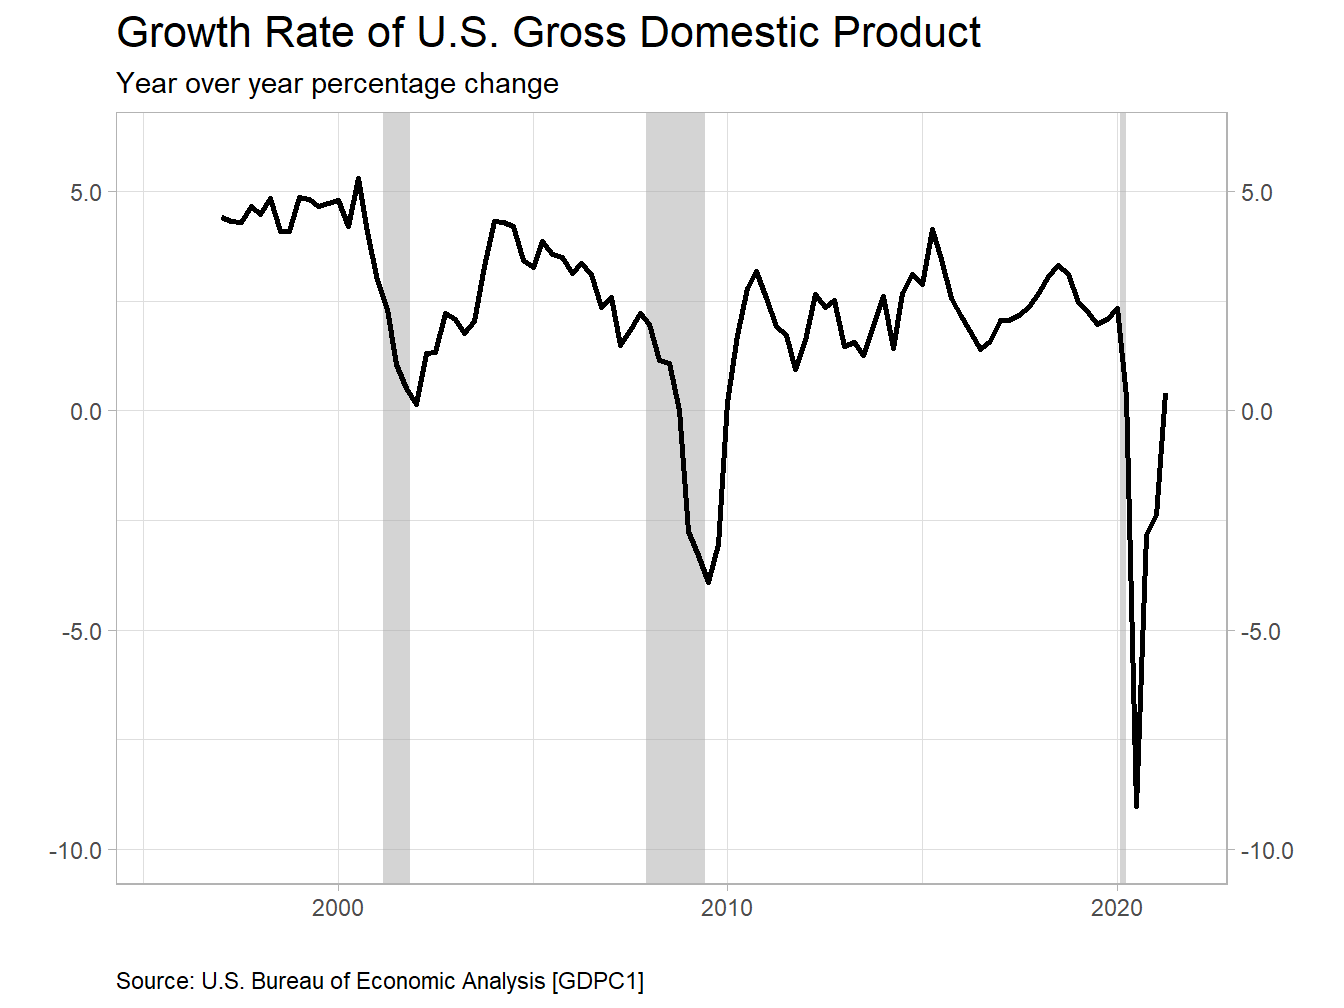 Growth Rate of U.S. Gross Domestic Product
Year over year percentage change
5.0 5.0
0.0 0.0
-5.0 -5.0
-10.0 -10.0
2000 2010 2020
Source: U.S. Bureau of Economic Analysis [GDPC1]